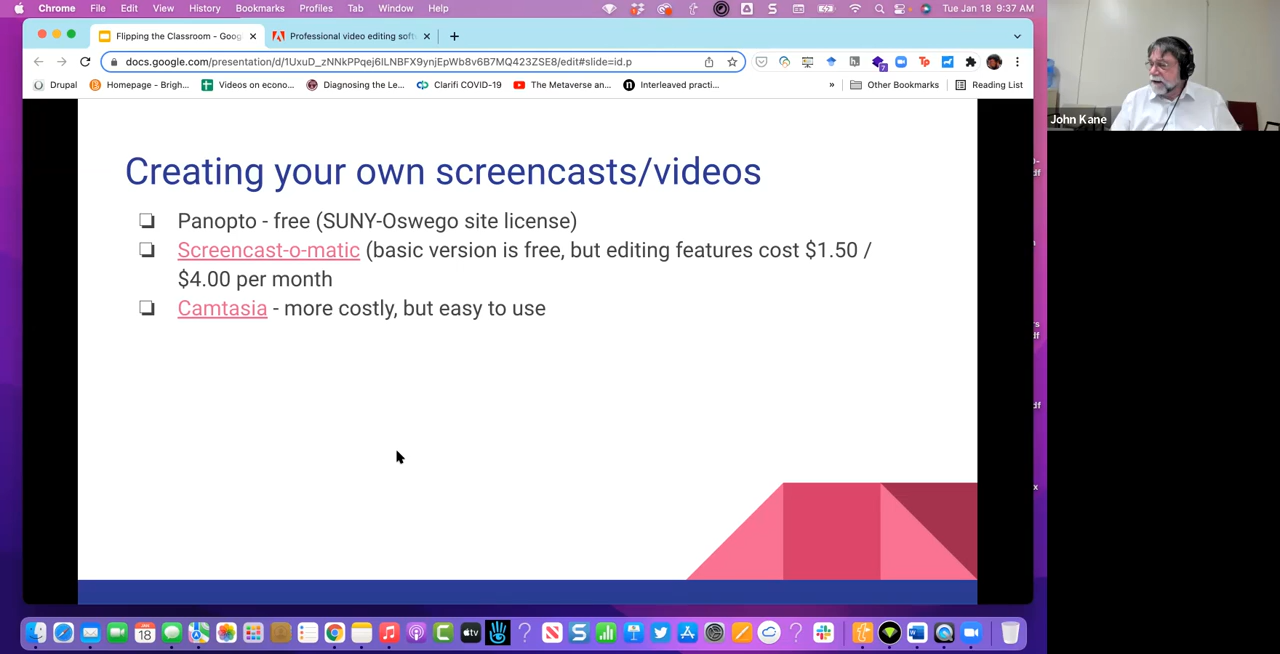 Chrome File Edit View History Bookmarks Profiles Tab Window Help Tue Jan 18 9:37 AM
Flipping the Classroom - Goog
Professional video editing soft
docs.google.com/presentation/d/1UxuD_zNNkPPqej6ILNBFX9ynjEpWb8v6B7MQ423ZSE8/edit#slide=id.p
Drupal Homepage - Brigh... Videos on econo... Diagnosing the Le... Clarifi COVID-19 The Metaverse an... Interleaved practi... » Other Bookmarks Reading List
John Kane
Creating your own screencasts/videos
Panopto - free (SUNY-Oswego site license)
Screencast-o-matic (basic version is free, but editing features cost $1.50 /
$4.00 per month
Camtasia - more costly, but easy to use